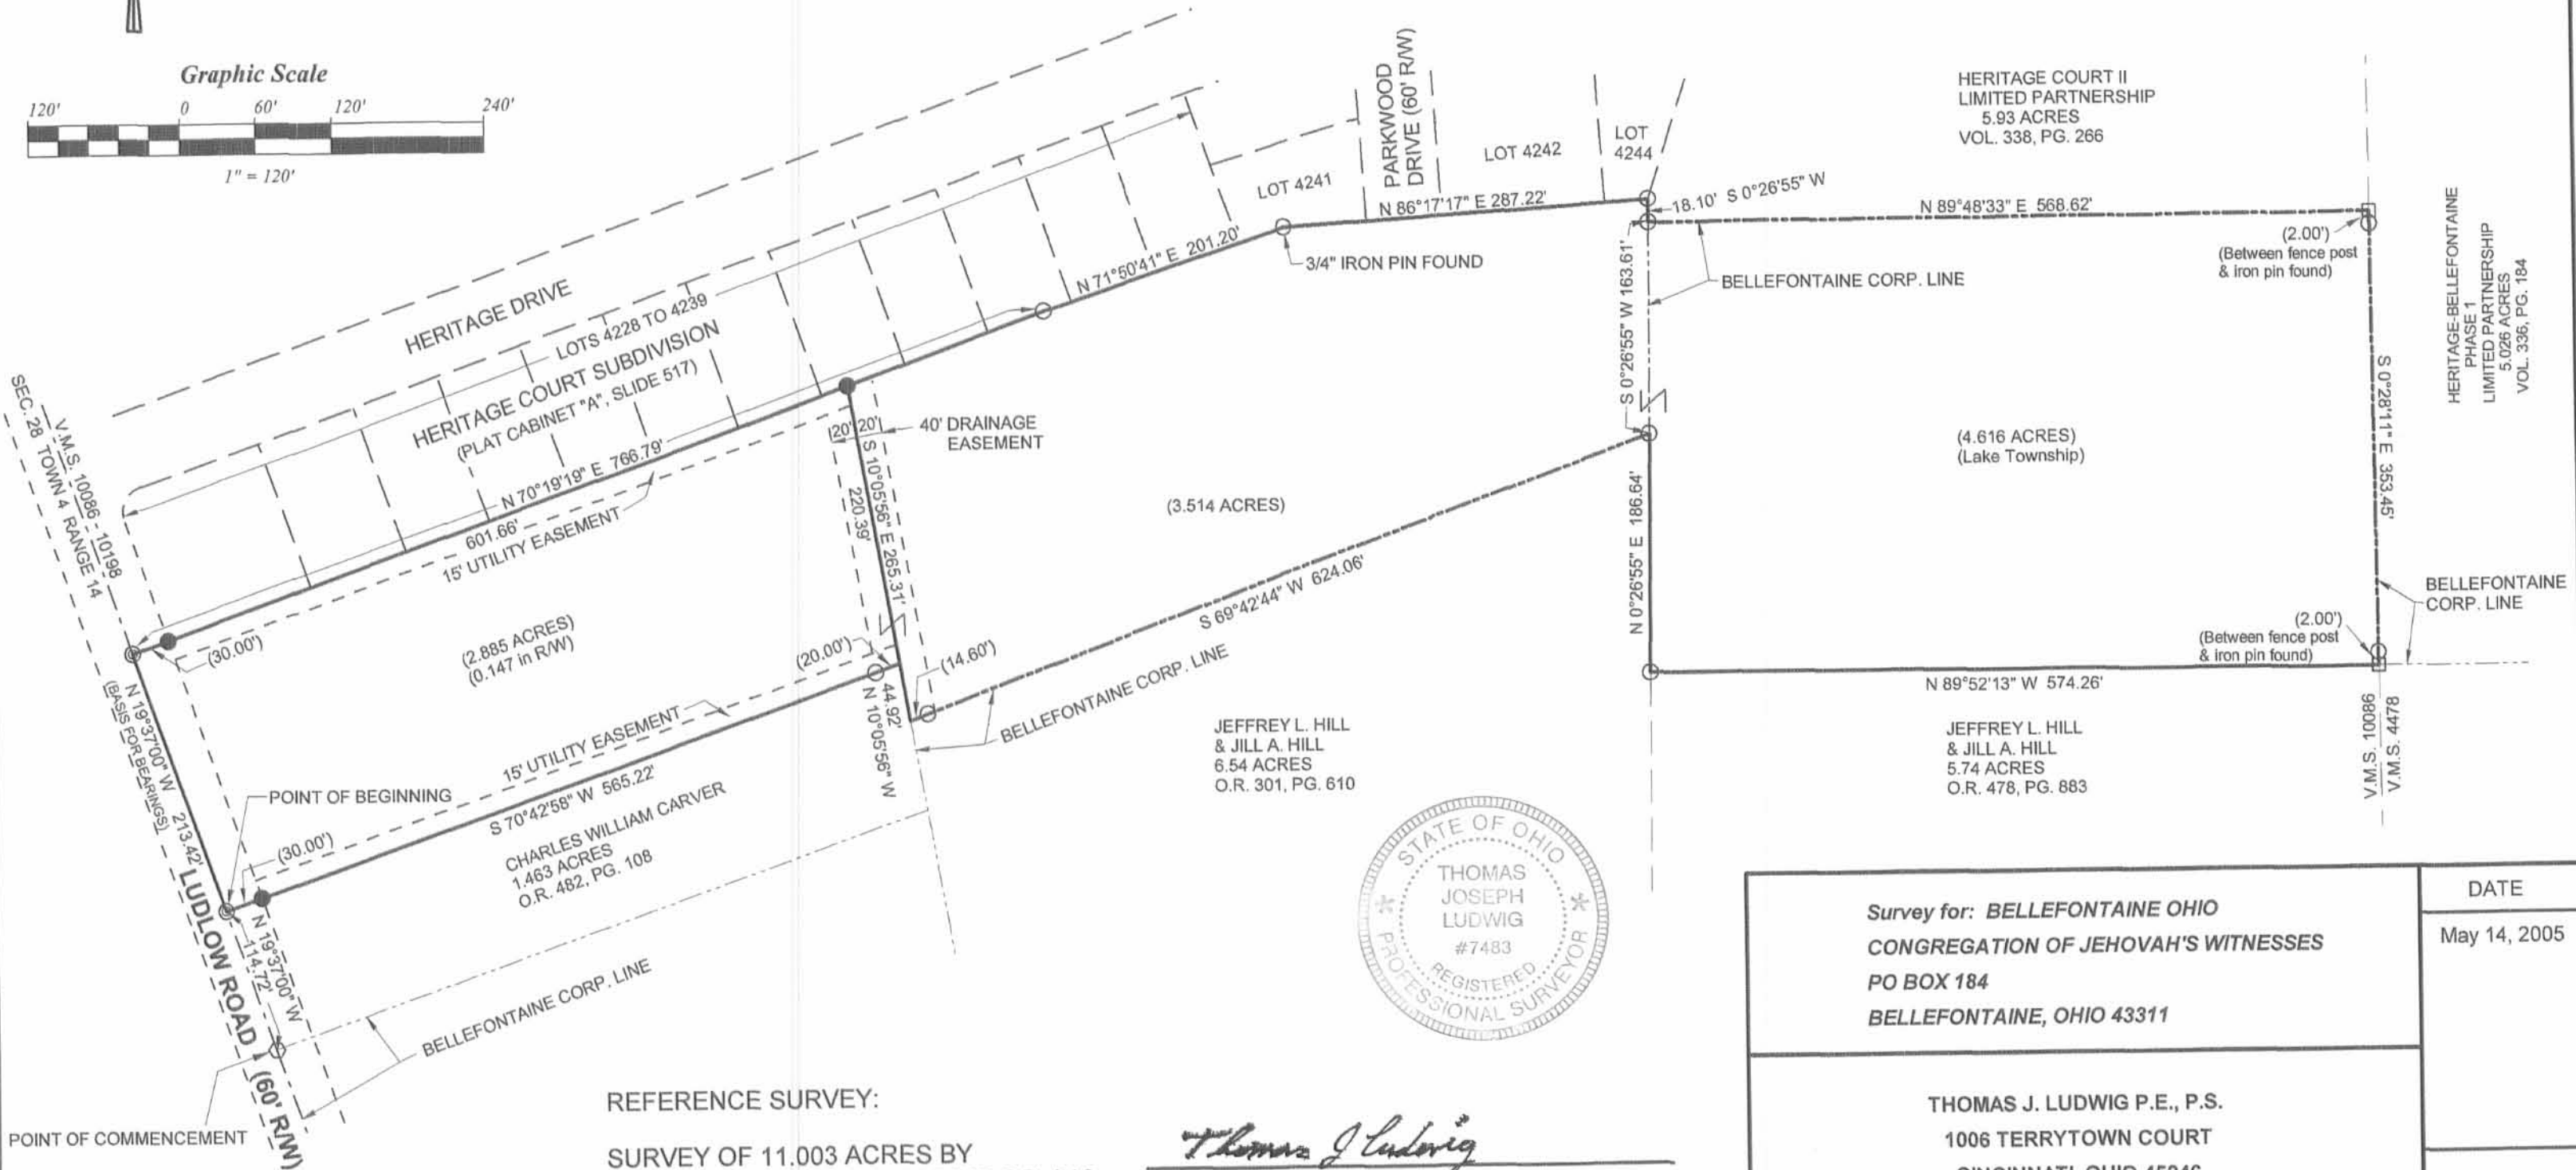 Graphic Scale
120' 0 60' 120' 240'
1" = 120'
SEC. 28 TOWN 4 RANGE 14
V.M.S. 10086 - 10198
HERITAGE DRIVE
LOTS 4228 TO 4239
HERITAGE COURT SUBDIVISION
(PLAT CABINET "A", SLIDE 517)
N 70°19'19" E 766.79'
601.66'
15' UTILITY EASEMENT
(30.00')
(2.885 ACRES)
(0.147 in R/W)
N 19°37'00" W 213.42'
(BASIS FOR BEARINGS)
POINT OF BEGINNING
(30.00')
15' UTILITY EASEMENT
S 70°42'58" W 565.22'
CHARLES WILLIAM CARVER
1.463 ACRES
O.R. 482, PG. 108
N 19°37'00" W
114.72'
LUDLOW ROAD (60' R/W)
BELLEFONTAINE CORP. LINE
POINT OF COMMENCEMENT
20' 20'
40' DRAINAGE
EASEMENT
S 10°05'56" E 265.31'
220.39'
(20.00')
44.92'
N 10°05'56" W
(14.60')
BELLEFONTAINE CORP. LINE
N 71°50'41" E 201.20'
LOT 4241
PARKWOOD
DRIVE (60' R/W)
LOT 4242
LOT
4244
N 86°17'17" E 287.22'
3/4" IRON PIN FOUND
18.10' S 0°26'55" W
S 0°26'55" W 163.61'
BELLEFONTAINE CORP. LINE
(3.514 ACRES)
S 69°42'44" W 624.06'
N 0°26'55" E 186.64'
JEFFREY L. HILL
& JILL A. HILL
6.54 ACRES
O.R. 301, PG. 610
HERITAGE COURT II
LIMITED PARTNERSHIP
5.93 ACRES
VOL. 338, PG. 266
N 89°48'33" E 568.62'
(2.00')
(Between fence post
& iron pin found)
HERITAGE-BELLEFONTAINE
PHASE 1
LIMITED PARTNERSHIP
5.026 ACRES
VOL. 336, PG. 184
S 0°28'11" E 353.45'
(4.616 ACRES)
(Lake Township)
BELLEFONTAINE
CORP. LINE
(2.00')
(Between fence post
& iron pin found)
N 89°52'13" W 574.26'
JEFFREY L. HILL
& JILL A. HILL
5.74 ACRES
O.R. 478, PG. 883
V.M.S. 10086
V.M.S. 4478
STATE OF OHIO
THOMAS
JOSEPH
LUDWIG
#7483
REGISTERED
PROFESSIONAL SURVEYOR
REFERENCE SURVEY:
SURVEY OF 11.003 ACRES BY
Thomas J Ludwig
Survey for: BELLEFONTAINE OHIO
CONGREGATION OF JEHOVAH'S WITNESSES
PO BOX 184
BELLEFONTAINE, OHIO 43311
DATE
May 14, 2005
THOMAS J. LUDWIG P.E., P.S.
1006 TERRYTOWN COURT